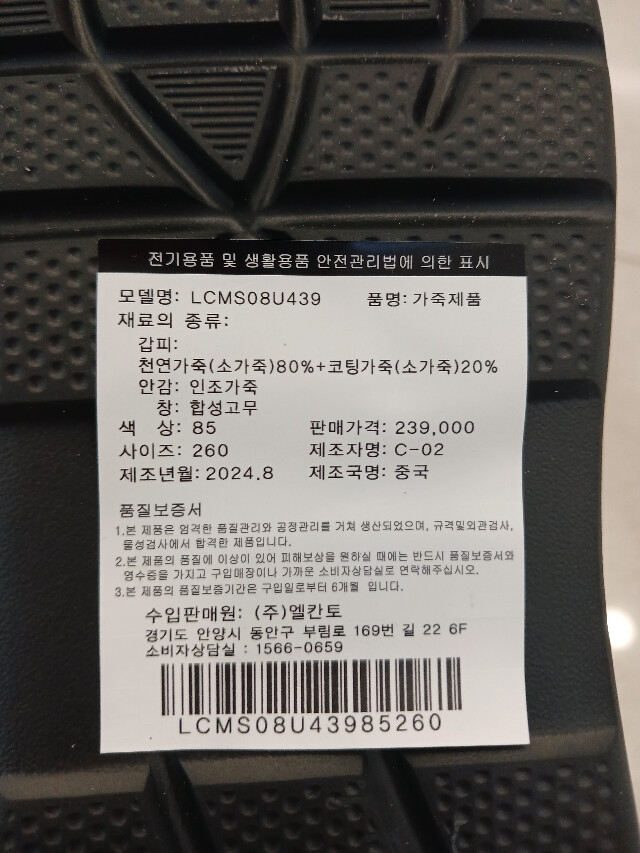 전기용품 및 생활용품 안전관리법에 의한 표시
모델명: LCMS08U439 품명: 가죽제품
재료의 종류:
갑피:
천연가죽(소가죽)80%+코팅가죽(소가죽)20%
안감: 인조가죽
창: 합성고무
색 상: 85 판매가격: 239,000
사이즈: 260 제조자명: C-02
제조년월: 2024.8 제조국명: 중국
품질보증서
1.본 제품은 엄격한 품질관리와 공정관리를 거쳐 생산되었으며, 규격및외관검사,
물성검사에서 합격한 제품입니다.
2.본 제품의 품질에 이상이 있어 피해보상을 원하실 때에는 반드시 품질보증서와
영수증을 가지고 구입매장이나 가까운 소비자상담실로 연락해주십시오.
3.본 제품의 품질보증기간은 구입일로부터 6개월 입니다.
수입판매원: (주)엘칸토
경기도 안양시 동안구 부림로 169번 길 22 6F
소비자상담실 : 1566-0659
LCMS08U43985260